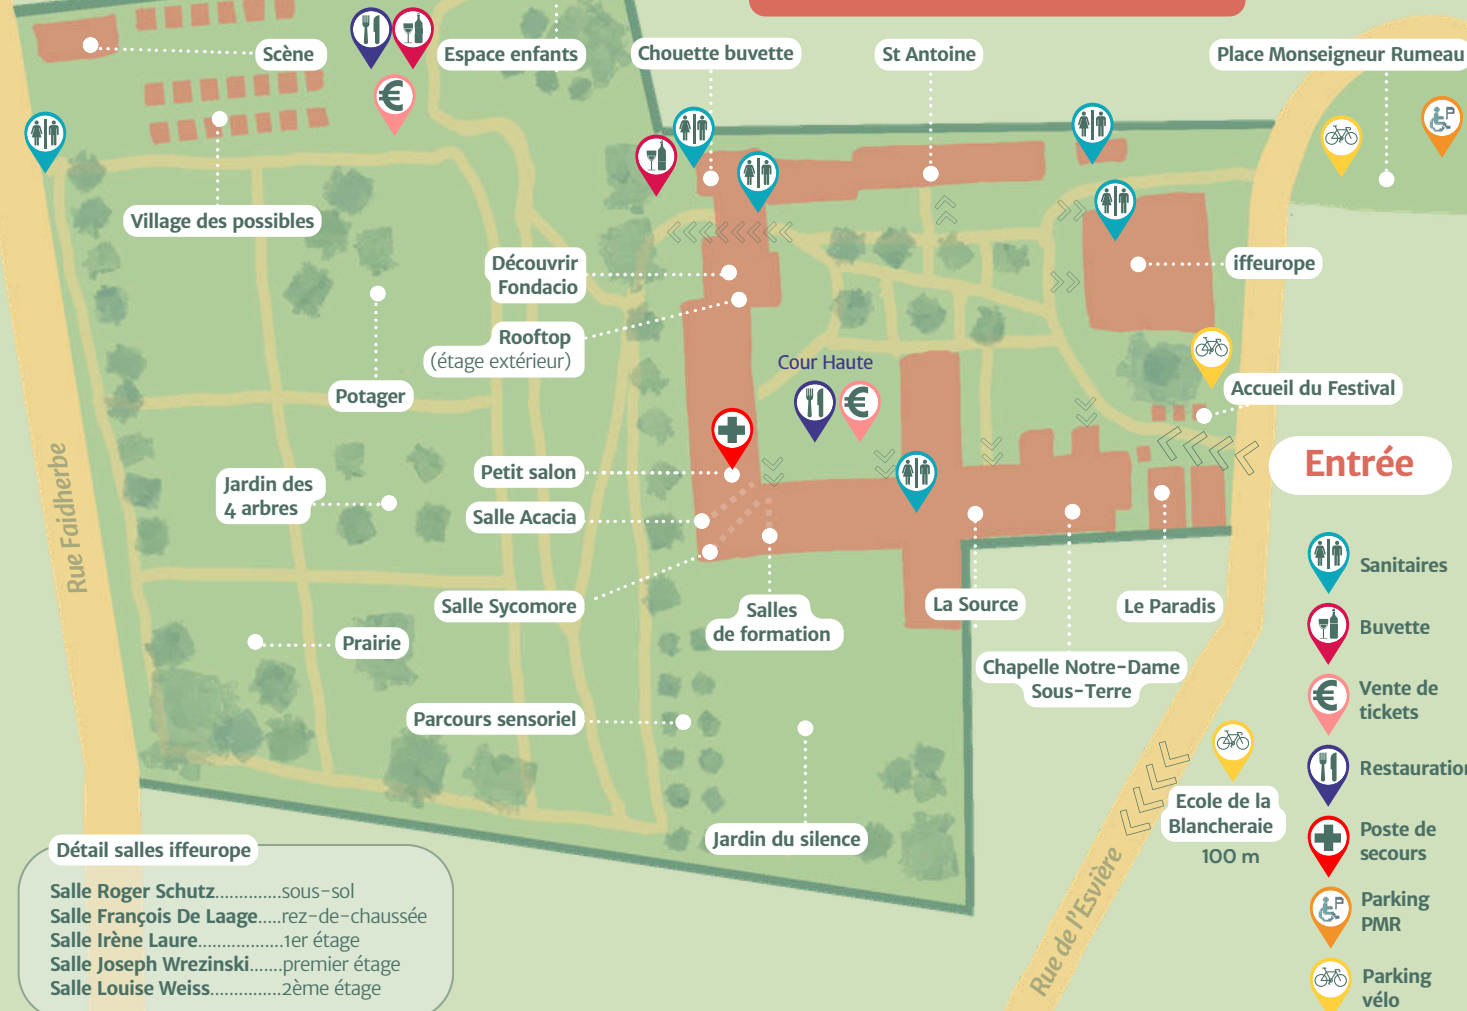 Scène
Espace enfants
Chouette buvette
St Antoine
Place Monseigneur Rumeau
Village des possibles
Découvrir
Fondacio
iffeurope
Rooftop
(étage extérieur)
Cour Haute
Potager
Accueil du Festival
Entrée
Petit salon
Jardin des
4 arbres
Salle Acacia
Rue Faidherbe
Salle Sycomore
Salles
de formation
La Source
Le Paradis
Prairie
Chapelle Notre-Dame
Sous-Terre
Parcours sensoriel
Jardin du silence
Ecole de la
Blancheraie
100 m
Rue de l'Esvière
Sanitaires
Buvette
Vente de
tickets
Restauration
Poste de
secours
P
Parking
PMR
Parking
vélo
Détail salles iffeurope
Salle Roger Schutz.............sous-sol
Salle François De Laage.....rez-de-chaussée
Salle Irène Laure.................1er étage
Salle Joseph Wrezinski.......premier étage
Salle Louise Weiss..............2ème étage